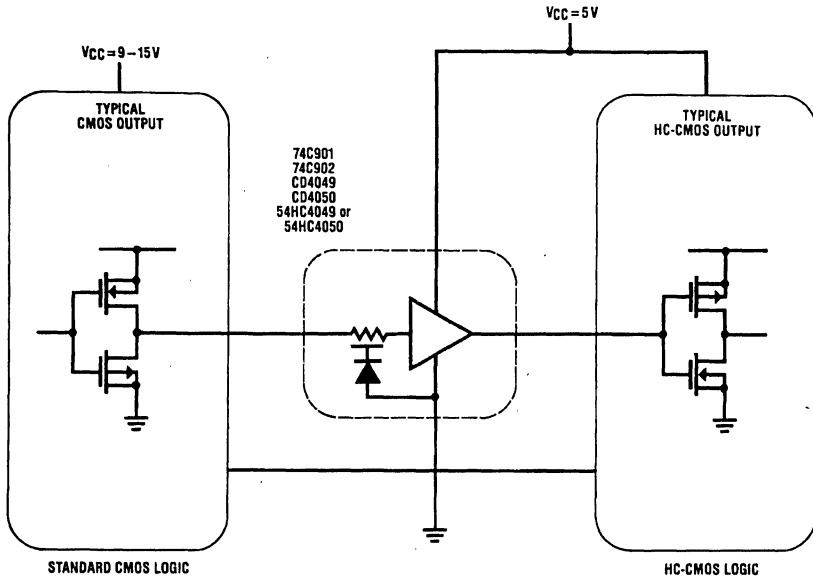 VCC=5V
VCC=9-15V
TYPICAL
CMOS OUTPUT
TYPICAL
HC-CMOS OUTPUT
74C901
74C902
CD4049
CD4050
54HC4049 or
54HC4050
STANDARD CMOS LOGIC
HC-CMOS LOGIC